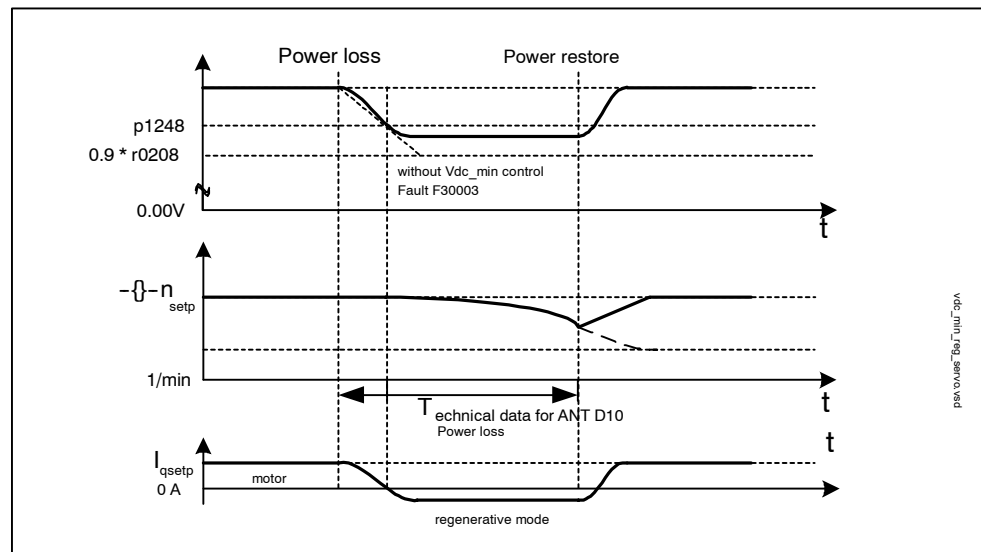 Power loss
Power restore
p1248
0.9 * r0208
without Vdc_min control
Fault F30003
0.00V
t
-{}-n
setp
1/min
t
T echnical data for ANT D10
Power loss
t
I qsetp
0 A
motor
regenerative mode
vdc_min_reg_servo.vsd